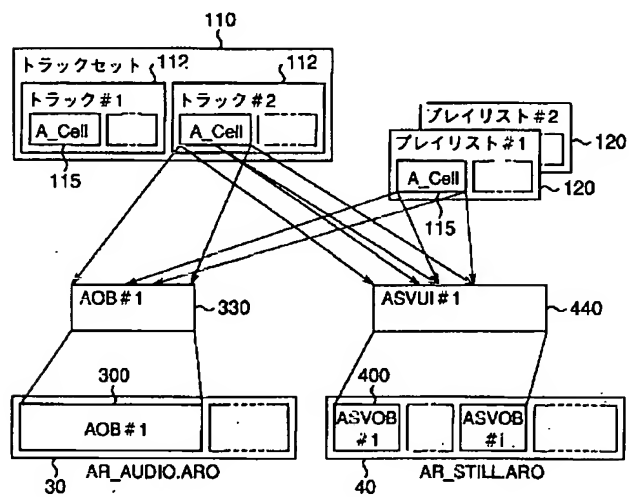 110
トラックセット
112
112
トラック#1
トラック#2
A_Cell
A_Cell
115
プレイリスト#2
プレイリスト#1
120
A_Cell
120
115
AOB#1
330
ASVUI#1
440
300
AOB#1
400
ASVOB
#1
ASVOB
#i
30
AR_AUDIO.ARO
40
AR_STILL.ARO